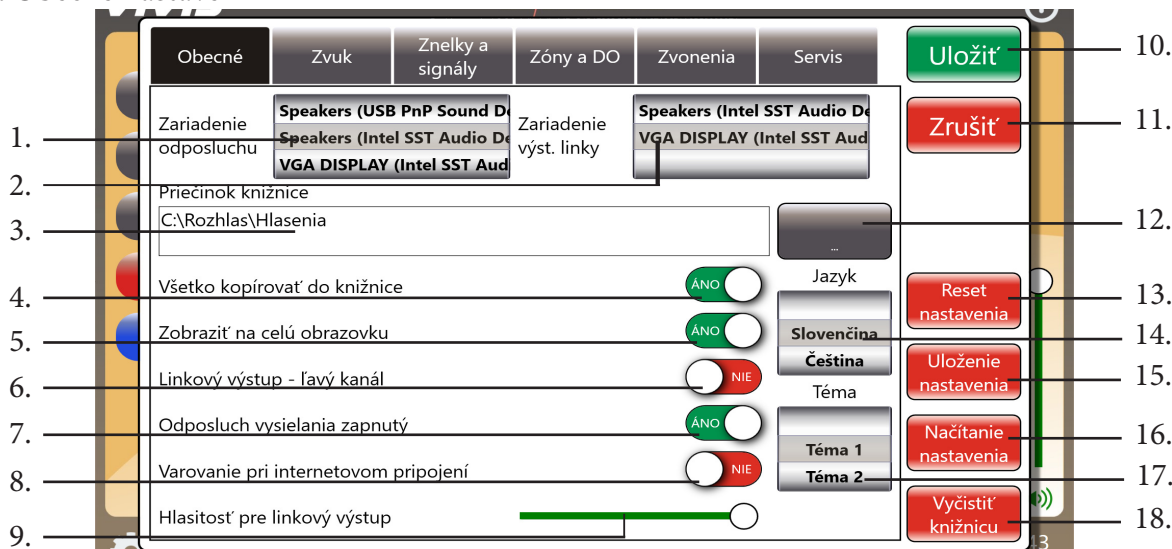 Obecné
Zvuk
Znelky a
signály
Zóny a DO
Zvonenia
Servis
Uložiť
10.
Zariadenie
odposluchu
Speakers (USB PnP Sound De
Speakers (Intel SST Audio De
VGA DISPLAY (Intel SST Aud
Zariadenie
výst. linky
Speakers (Intel SST Audio De
VGA DISPLAY (Intel SST Aud
Zrušiť
11.
1.
2.
Priečinok knižnice
C:\Rozhlas\Hlasenia
3.
...
12.
4.
Všetko kopírovať do knižnice
ÁNO
Jazyk
Slovenčina
Čeština
Reset
nastavenia
13.
14.
5.
Zobraziť na celú obrazovku
ÁNO
6.
Linkový výstup - ľavý kanál
NIE
Uloženie
nastavenia
15.
7.
Odposluch vysielania zapnutý
ÁNO
Téma
Téma 1
Téma 2
Načítanie
nastavenia
16.
17.
8.
Varovanie pri internetovom pripojení
NIE
9.
Hlasitosť pre linkový výstup
Vyčistiť
knižnicu
18.